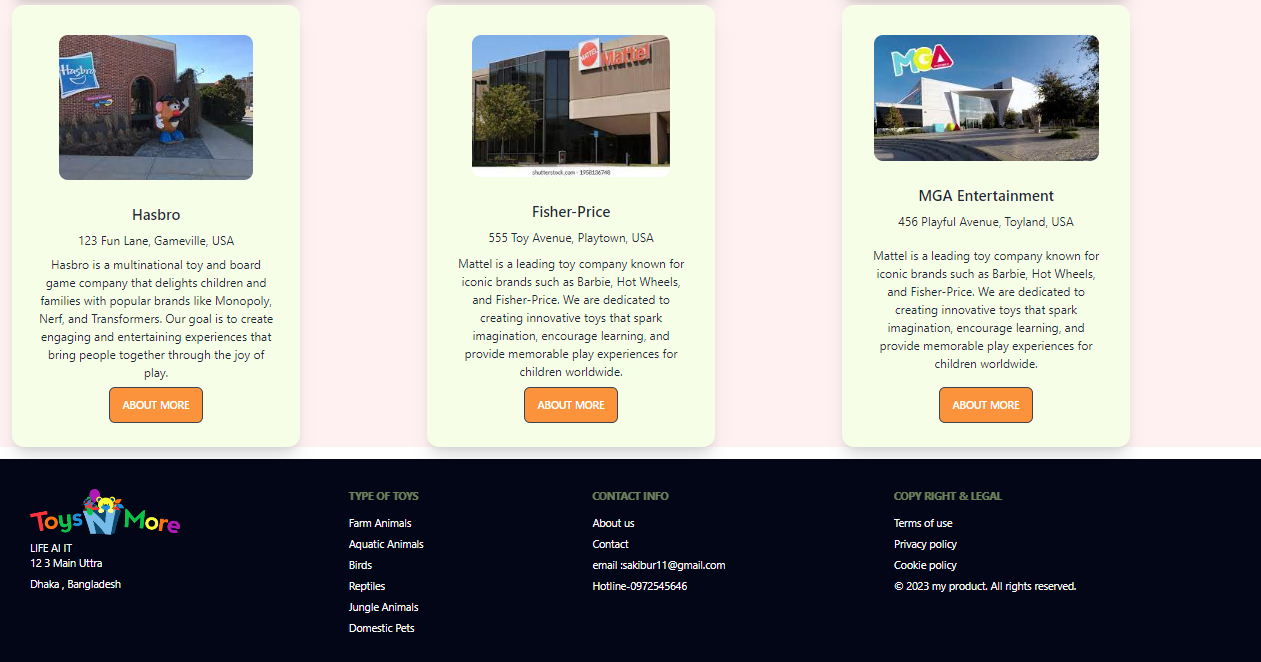 Hasbro
Mattel
Mattel
MGA
shutterstock.com · 1958136748
Hasbro
123 Fun Lane, Gameville, USA
Hasbro is a multinational toy and board
game company that delights children and
families with popular brands like Monopoly,
Nerf, and Transformers. Our goal is to create
engaging and entertaining experiences that
bring people together through the joy of
play.
ABOUT MORE
Fisher-Price
555 Toy Avenue, Playtown, USA
Mattel is a leading toy company known for
iconic brands such as Barbie, Hot Wheels,
and Fisher-Price. We are dedicated to
creating innovative toys that spark
imagination, encourage learning, and
provide memorable play experiences for
children worldwide.
ABOUT MORE
MGA Entertainment
456 Playful Avenue, Toyland, USA
Mattel is a leading toy company known for
iconic brands such as Barbie, Hot Wheels,
and Fisher-Price. We are dedicated to
creating innovative toys that spark
imagination, encourage learning, and
provide memorable play experiences for
children worldwide.
ABOUT MORE
Toys N More
LIFE AI IT
12 3 Main Uttra
Dhaka , Bangladesh
TYPE OF TOYS
Farm Animals
Aquatic Animals
Birds
Reptiles
Jungle Animals
Domestic Pets
CONTACT INFO
About us
Contact
email :sakibur11@gmail.com
Hotline-0972545646
COPY RIGHT & LEGAL
Terms of use
Privacy policy
Cookie policy
© 2023 my product. All rights reserved.